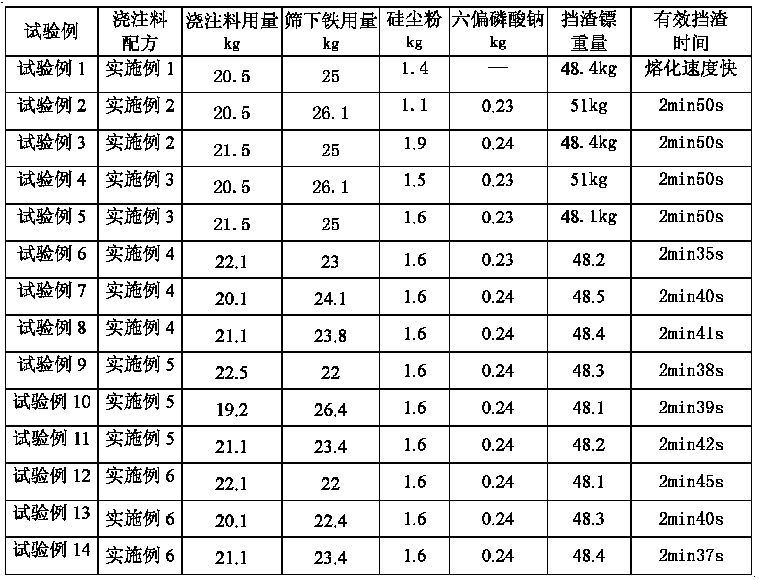 试验例 浇注料配方 浇注料用量kg 筛下铁用量kg 硅尘粉kg 六偏磷酸钠kg 挡渣镖重量 有效挡渣时间
试验例 1 实施例 1 20.5 25 1.4 — 48.4kg 熔化速度快
试验例 2 实施例 2 20.5 26.1 1.1 0.23 51kg 2min50s
试验例 3 实施例 2 21.5 25 1.9 0.24 48.4kg 2min50s
试验例 4 实施例 3 20.5 26.1 1.5 0.23 51kg 2min50s
试验例 5 实施例 3 21.5 25 1.6 0.23 48.1kg 2min50s
试验例 6 实施例 4 22.1 23 1.6 0.23 48.2 2min35s
试验例 7 实施例 4 20.1 24.1 1.6 0.24 48.5 2min40s
试验例 8 实施例 4 21.1 23.8 1.6 0.24 48.4 2min41s
试验例 9 实施例 5 22.5 22 1.6 0.24 48.3 2min38s
试验例 10 实施例 5 19.2 26.4 1.6 0.24 48.1 2min39s
试验例 11 实施例 5 21.1 23.4 1.6 0.24 48.2 2min42s
试验例 12 实施例 6 22.1 22 1.6 0.24 48.1 2min45s
试验例 13 实施例 6 20.1 22.4 1.6 0.24 48.3 2min40s
试验例 14 实施例 6 21.1 23.4 1.6 0.24 48.4 2min37s